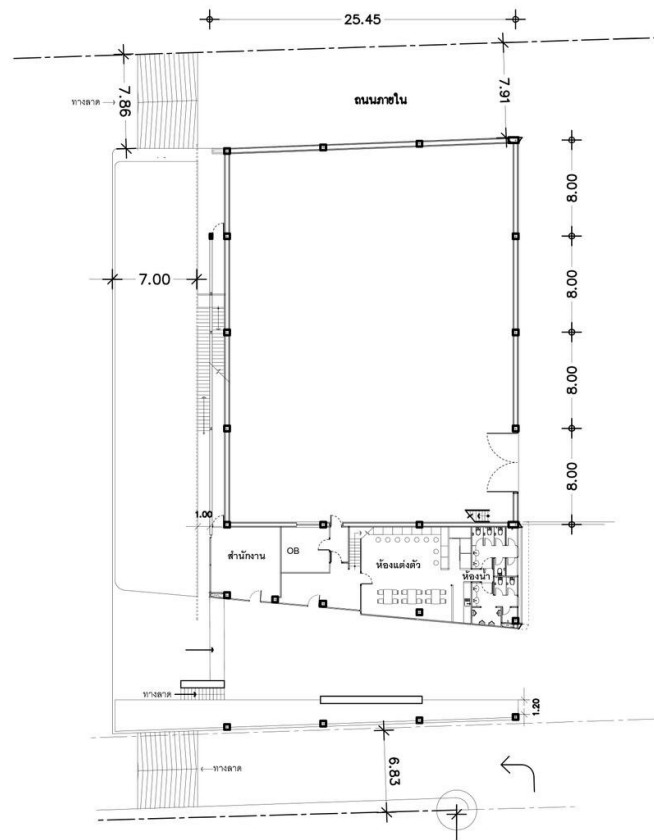 25.45
7.86
ทางลาด
ถนนภายใน
7.91
8.00
8.00
7.00
8.00
8.00
1.00
สำนักงาน
OB
ห้องแต่งตัว
ห้องน้ำ
ทางลาด
1.20
ทางลาด
6.83